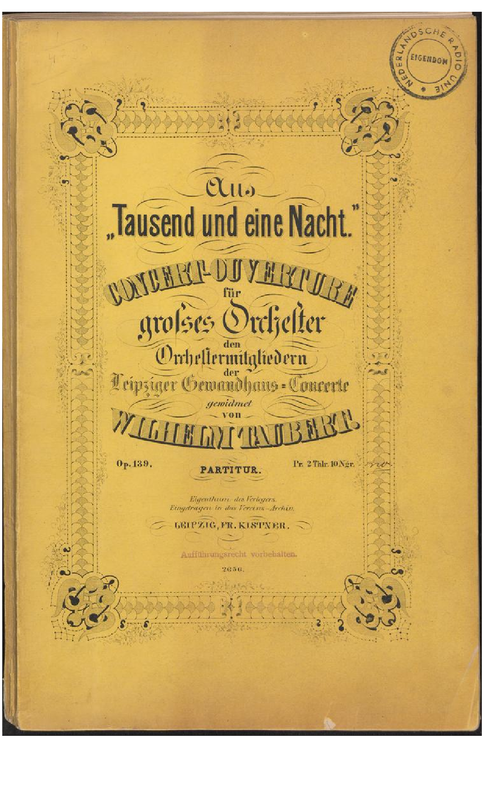 NEDERLANDSCHE RADIO UNIE
EIGENDOM
Aus
„Tausend und eine Nacht.”
CONCERT-OUVERTURE
für
groſses Orcheſter
den
Orcheſtermitgliedern
der
Leipziger Gewandhaus-Concerte
gewidmet
von
WILHELM TAUBERT.
Op. 139.
Pr. 2 Thlr. 10 Ngr.
PARTITUR.
Eigenthum des Verlegers.
Eingetragen in das Vereins-Archiv.
LEIPZIG, FR. KISTNER.
Aufführungsrecht vorbehalten.